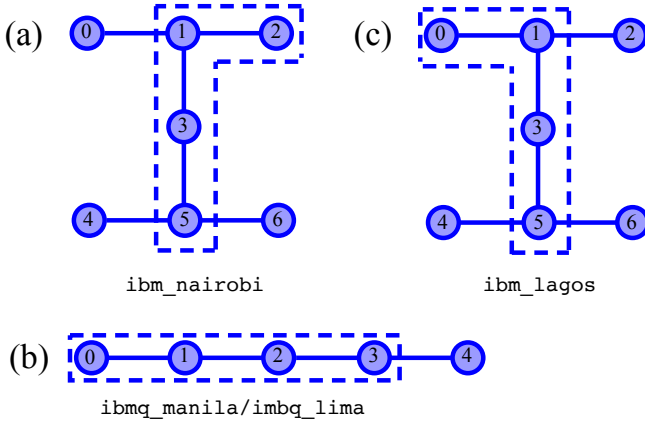 (a) 0 1 2
3
4 5 6
ibm_nairobi
(c) 0 1 2
3
4 5 6
ibm_lagos
(b) 0 1 2 3 4
ibmq_manila/imbq_lima